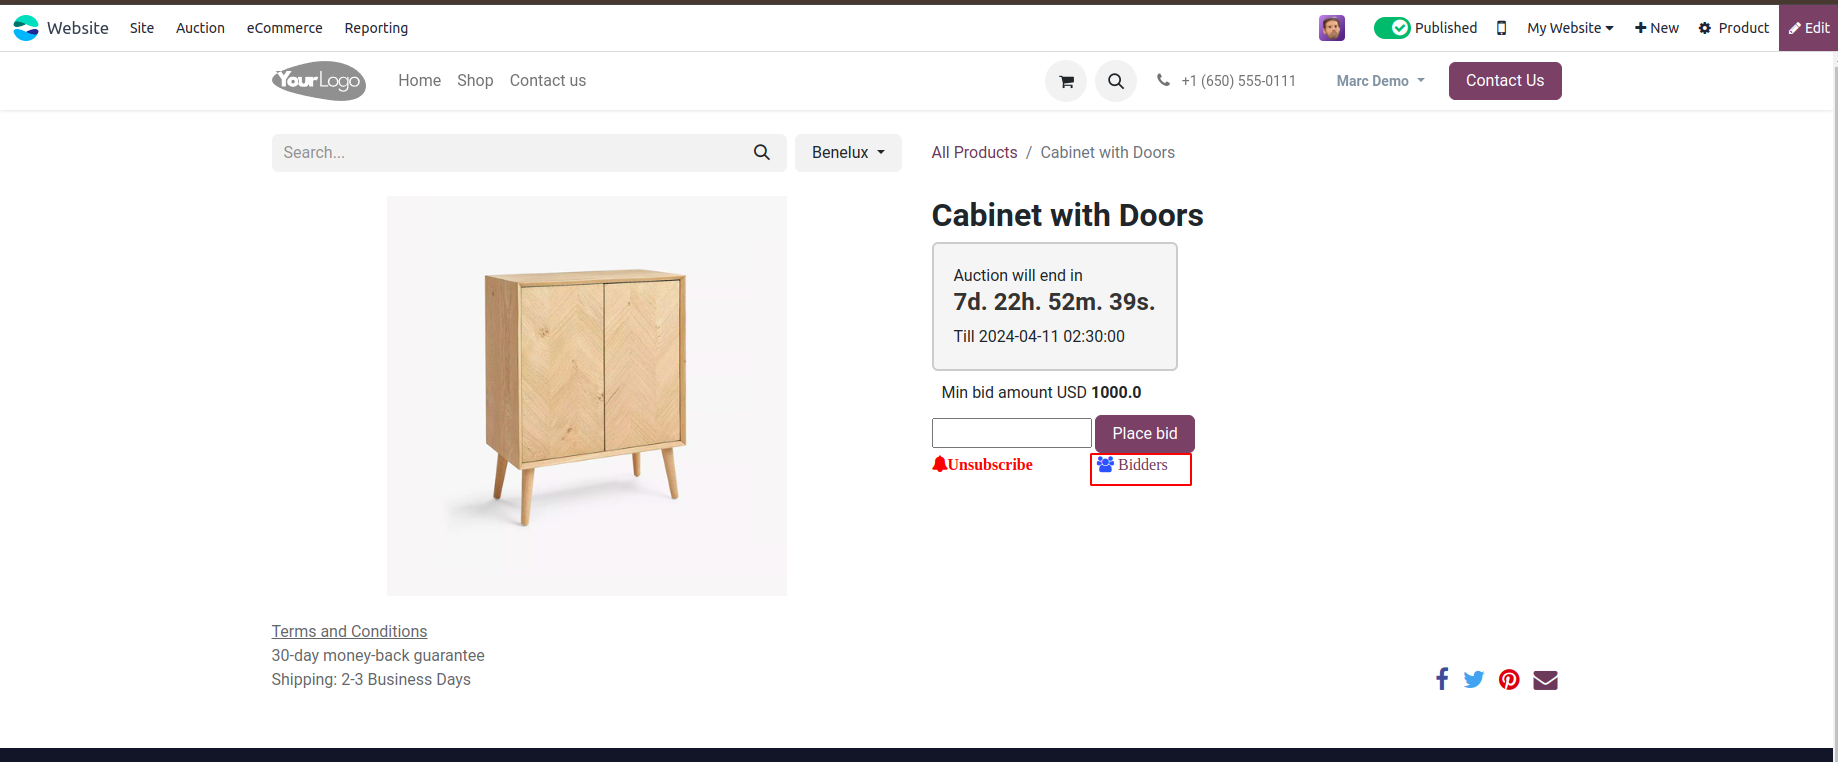 Website Site Auction eCommerce Reporting Published My Website New Product Edit
YourLogo Home Shop Contact us +1 (650) 555-0111 Marc Demo Contact Us
Search... Benelux All Products / Cabinet with Doors
Cabinet with Doors
Auction will end in
7d. 22h. 52m. 39s.
Till 2024-04-11 02:30:00
Min bid amount USD 1000.0
Place bid
Unsubscribe Bidders
Terms and Conditions
30-day money-back guarantee
Shipping: 2-3 Business Days